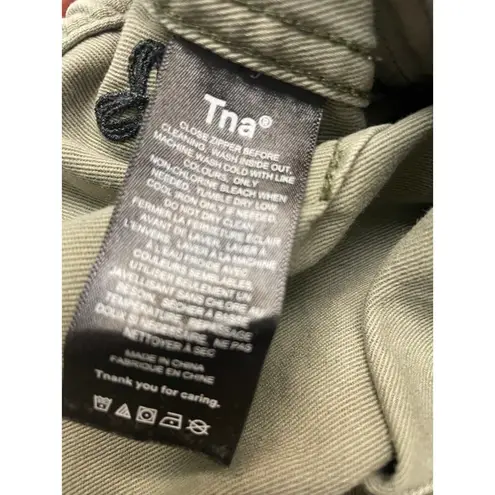 Tna®
CLOSE ZIPPER BEFORE
CLEANING. WASH INSIDE OUT.
MACHINE WASH COLD WITH LIKE
COLOURS. ONLY
NON-CHLORINE BLEACH WHEN
NEEDED. TUMBLE DRY LOW.
COOL IRON ONLY IF NEEDED.
DO NOT DRY CLEAN.
FERMER LA FERMETURE ÉCLAIR
AVANT DE LAVER. LAVER À
L'ENVERS. LAVER À LA MACHINE
À EAU FROIDE AVEC
COULEURS SEMBLABLES.
UTILISER SEULEMENT UN
JAVELLISANT SANS CHLORE AU
BESOIN. SÉCHER À BASSE
TEMPÉRATURE. REPASSAGE
DOUX SI NÉCESSAIRE. NE PAS
NETTOYER À SEC
MADE IN CHINA
FABRIQUÉ EN CHINE
Tnank you for caring.